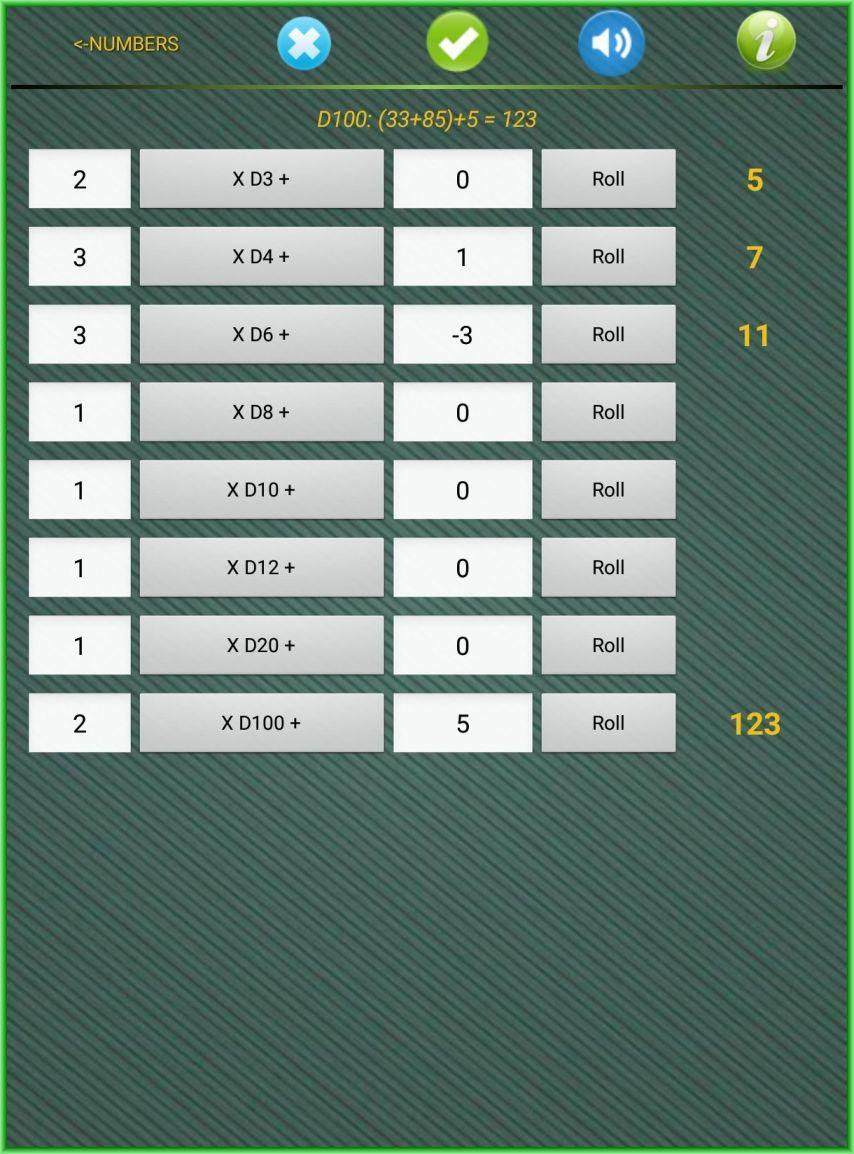 <-NUMBERS
D100: (33+85)+5 = 123
2 X D3 + 0 Roll 5
3 X D4 + 1 Roll 7
3 X D6 + -3 Roll 11
1 X D8 + 0 Roll
1 X D10 + 0 Roll
1 X D12 + 0 Roll
1 X D20 + 0 Roll
2 X D100 + 5 Roll 123